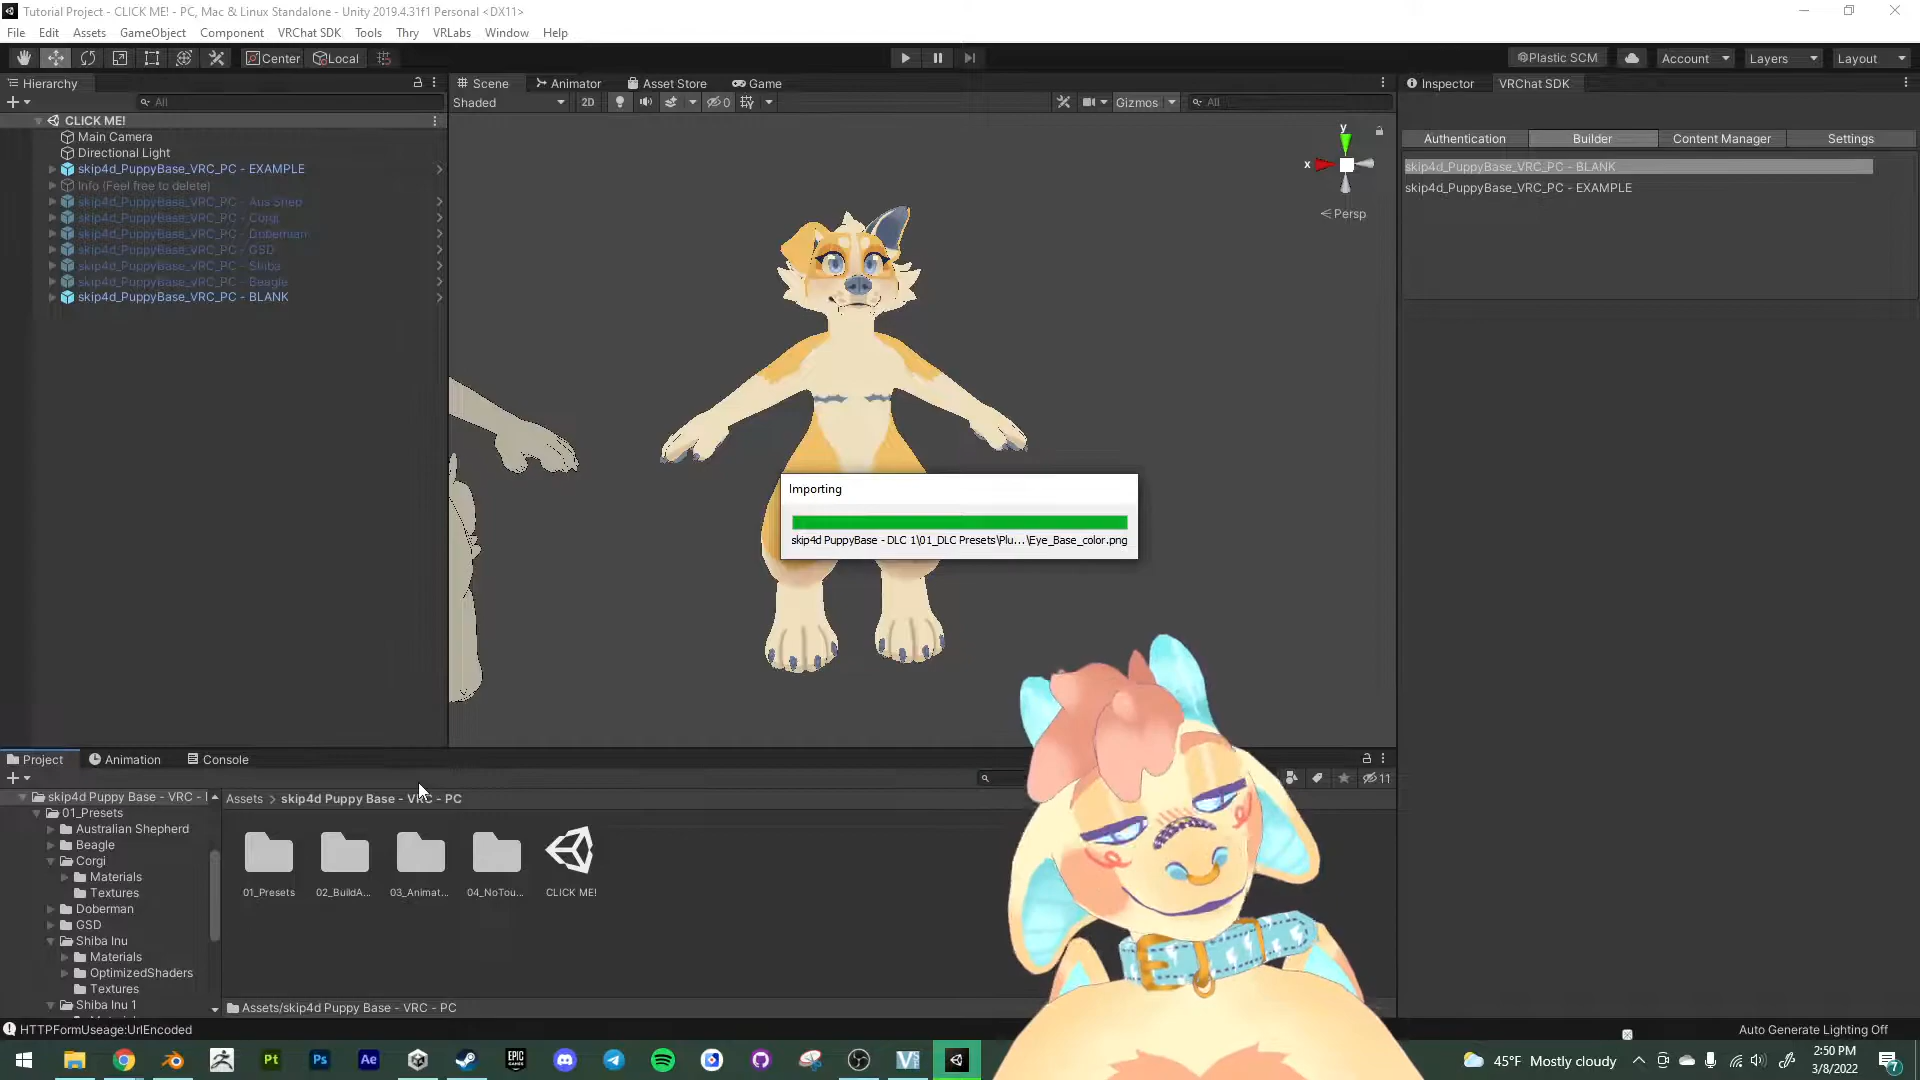 Tutorial Project - CLICK ME! - PC, Mac & Linux Standalone - Unity 2019.4.31f1 Personal <DX11>
File Edit Assets GameObject Component VRChat SDK Tools Thry VRLabs Window Help
Center Local Plastic SCM Account Layers Layout
Hierarchy Scene Animator Asset Store Game Inspector VRChat SDK
All Shaded 2D 0 Gizmos All
CLICK ME!
Main Camera
Directional Light
skip4d_PuppyBase_VRC_PC - EXAMPLE
Info (Feel free to delete)
skip4d_PuppyBase_VRC_PC - Aus Shep
skip4d_PuppyBase_VRC_PC - Corgi
skip4d_PuppyBase_VRC_PC - Doberman
skip4d_PuppyBase_VRC_PC - GSD
skip4d_PuppyBase_VRC_PC - Shiba
skip4d_PuppyBase_VRC_PC - Beagle
skip4d_PuppyBase_VRC_PC - BLANK
y
x
Persp
Authentication Builder Content Manager Settings
skip4d_PuppyBase_VRC_PC - BLANK
skip4d_PuppyBase_VRC_PC - EXAMPLE
Importing
skip4d PuppyBase - DLC 1\01_DLC Presets\Plu...\Eye_Base_color.png
Project Animation Console
11
skip4d Puppy Base - VRC -
01_Presets
Australian Shepherd
Beagle
Corgi
Materials
Textures
Doberman
GSD
Shiba Inu
Materials
OptimizedShaders
Textures
Shiba Inu 1
Assets > skip4d Puppy Base - VRC - PC
01_Presets 02_BuildA... 03_Animat... 04_NoTou... CLICK ME!
Assets/skip4d Puppy Base - VRC - PC
HTTPFormUseage:UrlEncoded
Auto Generate Lighting Off
Pt Ps Ae EPIC GAMES
45°F Mostly cloudy
2:50 PM
3/8/2022
7